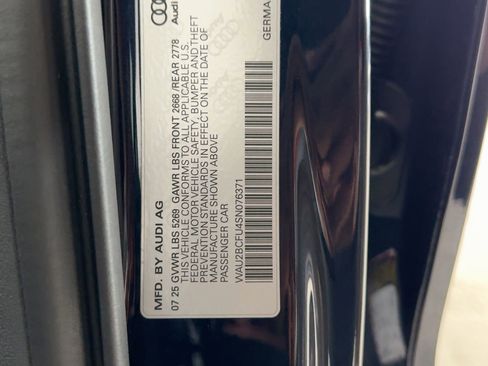 Audi
GERMA
MFD. BY AUDI AG
07 25 GVWR LBS 5269 GAWR LBS FRONT 2668/REAR 2778
THIS VEHICLE CONFORMS TO ALL APPLICABLE U.S.
FEDERAL MOTOR VEHICLE SAFETY, BUMPER AND THEFT
PREVENTION STANDARDS IN EFFECT ON THE DATE OF
MANUFACTURE SHOWN ABOVE
PASSENGER CAR
WAU2BCFU4SN076371